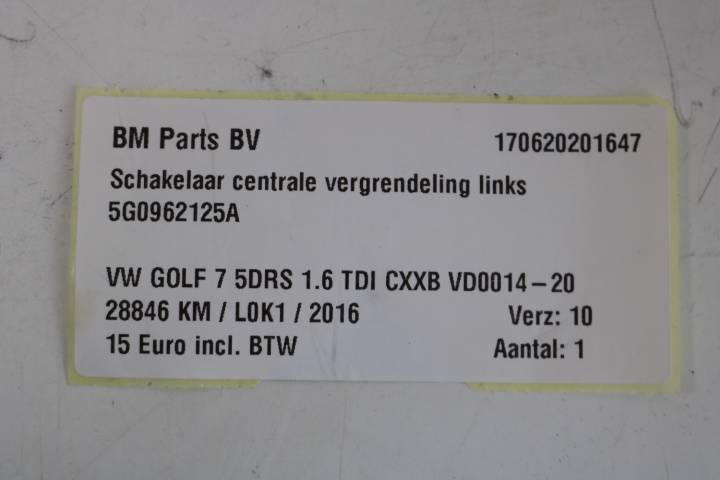 BM Parts BV 170620201647
Schakelaar centrale vergrendeling links
5G0962125A
VW GOLF 7 5DRS 1.6 TDI CXXB VD0014-20
28846 KM / L0K1 / 2016 Verz: 10
15 Euro incl. BTW Aantal: 1